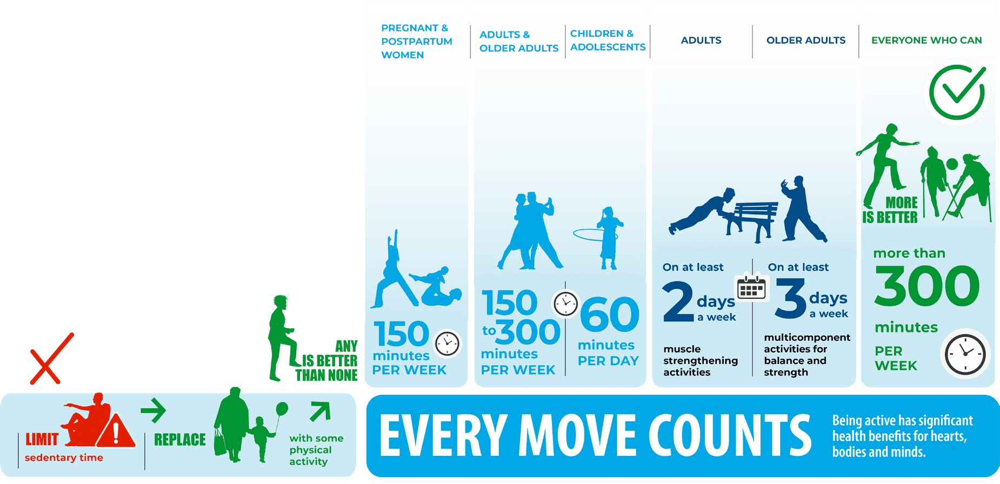 PREGNANT &
POSTPARTUM
WOMEN
ADULTS &
OLDER ADULTS
CHILDREN &
ADOLESCENTS
ADULTS
OLDER ADULTS
EVERYONE WHO CAN
MORE
IS BETTER
more than
300
minutes
PER
WEEK
On at least
2 days
a week
muscle
strengthening
activities
On at least
3 days
a week
multicomponent
activities for
balance and
strength
150
to 300
minutes
PER WEEK
60
minutes
PER DAY
150
minutes
PER WEEK
ANY
IS BETTER
THAN NONE
LIMIT
sedentary time
REPLACE
with some
physical
activity
EVERY MOVE COUNTS
Being active has significant
health benefits for hearts,
bodies and minds.